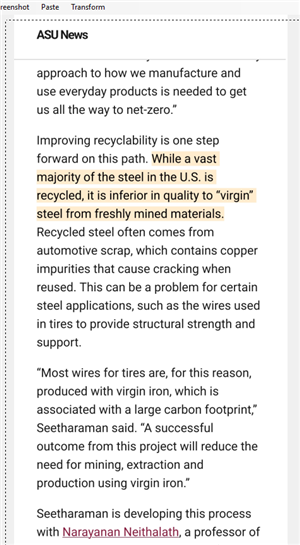 reenshot Paste Transform
ASU News
approach to how we manufacture and
use everyday products is needed to get
us all the way to net-zero.”
Improving recyclability is one step
forward on this path. While a vast
majority of the steel in the U.S. is
recycled, it is inferior in quality to “virgin”
steel from freshly mined materials.
Recycled steel often comes from
automotive scrap, which contains copper
impurities that cause cracking when
reused. This can be a problem for certain
steel applications, such as the wires used
in tires to provide structural strength and
support.
“Most wires for tires are, for this reason,
produced with virgin iron, which is
associated with a large carbon footprint,”
Seetharaman said. “A successful
outcome from this project will reduce the
need for mining, extraction and
production using virgin iron.”
Seetharaman is developing this process
with Narayanan Neithalath, a professor of